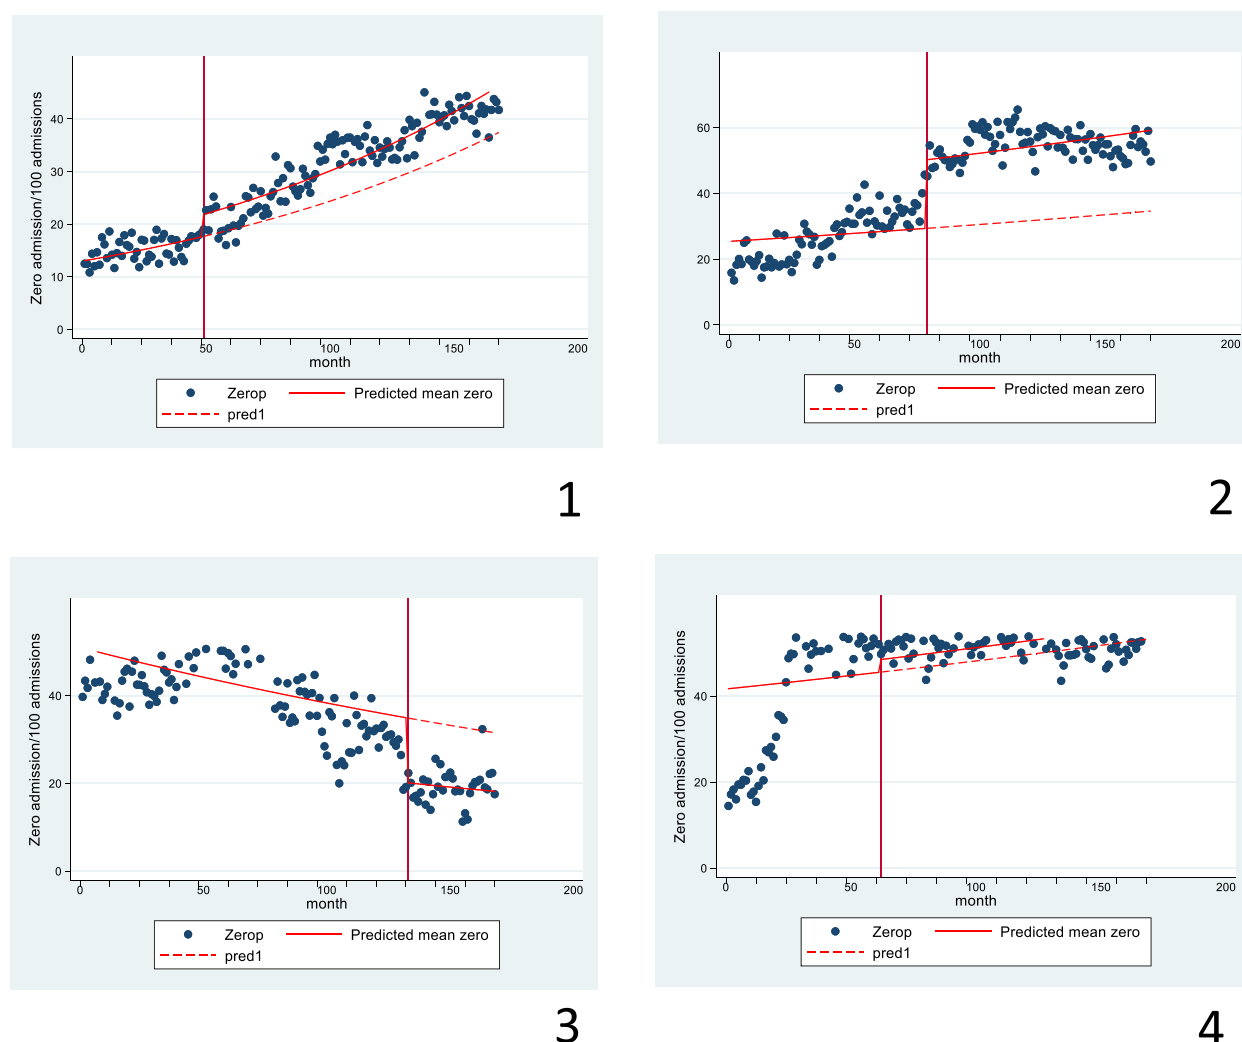 Zero admission/100 admissions
40
30
20
10
0
0 50 100 150 200
month
Zerop Predicted mean zero
pred1
1
60
40
20
0
0 50 100 150 200
month
Zerop Predicted mean zero
pred1
2
Zero admission/100 admissions
40
20
0
0 50 100 150 200
month
Zerop Predicted mean zero
pred1
3
Zero admission/100 admissions
40
20
0
0 50 100 150 200
month
Zerop Predicted mean zero
pred1
4